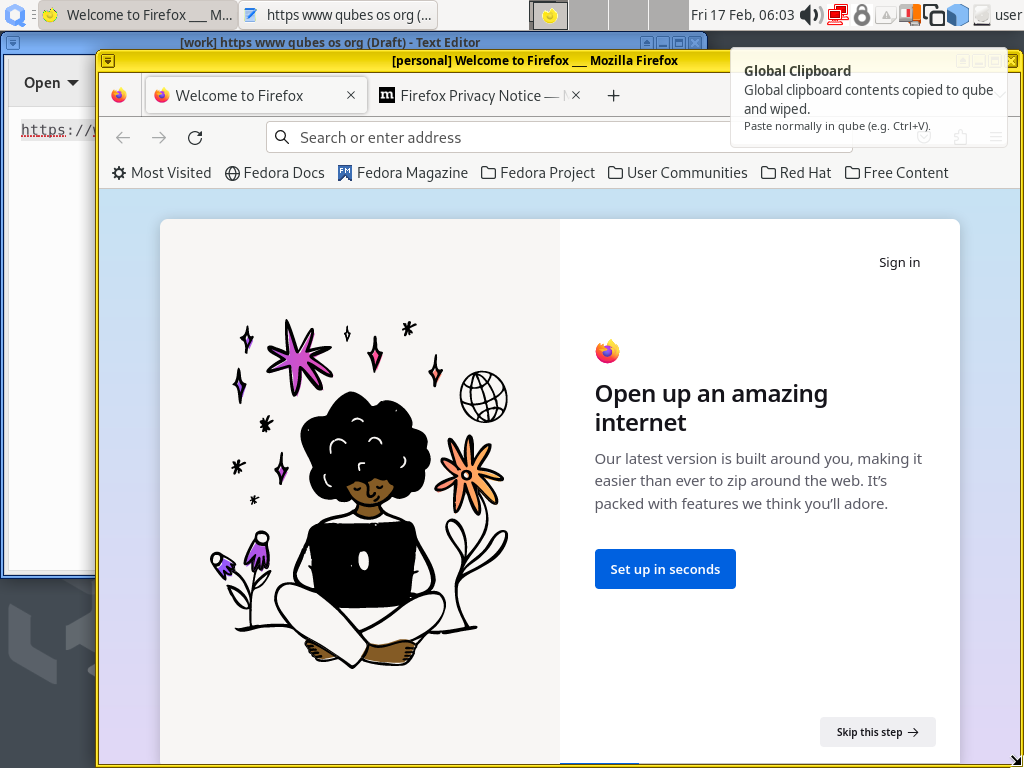 Welcome to Firefox ___ M...
https www qubes os org (...
Fri 17 Feb, 06:03
user
[work] https www qubes os org (Draft) - Text Editor
[personal] Welcome to Firefox ___ Mozilla Firefox
Open
https://
Global Clipboard
Global clipboard contents copied to qube
and wiped.
Paste normally in qube (e.g. Ctrl+V).
Welcome to Firefox
Firefox Privacy Notice —
Search or enter address
Most Visited
Fedora Docs
FM
Fedora Magazine
Fedora Project
User Communities
Red Hat
Free Content
Sign in
Open up an amazing
internet
Our latest version is built around you, making it
easier than ever to zip around the web. It’s
packed with features we think you’ll adore.
Set up in seconds
Skip this step